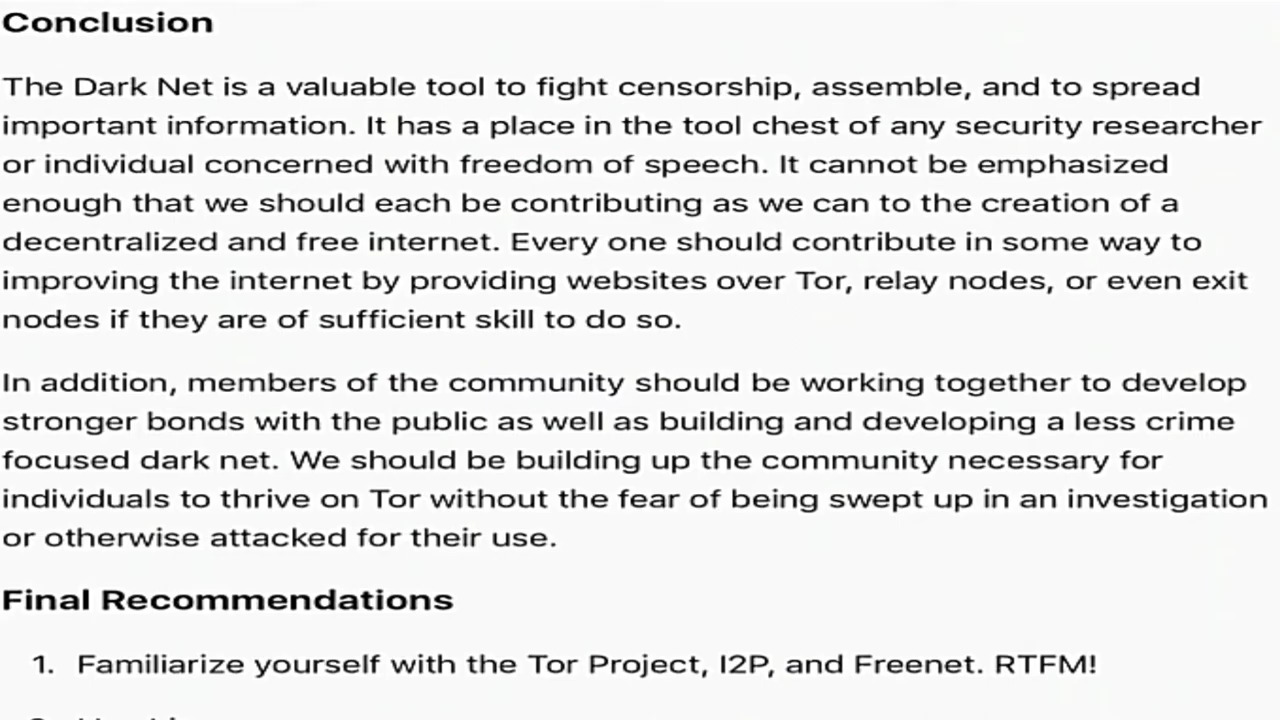 Conclusion
The Dark Net is a valuable tool to fight censorship, assemble, and to spread
important information. It has a place in the tool chest of any security researcher
or individual concerned with freedom of speech. It cannot be emphasized
enough that we should each be contributing as we can to the creation of a
decentralized and free internet. Every one should contribute in some way to
improving the internet by providing websites over Tor, relay nodes, or even exit
nodes if they are of sufficient skill to do so.
In addition, members of the community should be working together to develop
stronger bonds with the public as well as building and developing a less crime
focused dark net. We should be building up the community necessary for
individuals to thrive on Tor without the fear of being swept up in an investigation
or otherwise attacked for their use.
Final Recommendations
1. Familiarize yourself with the Tor Project, I2P, and Freenet. RTFM!